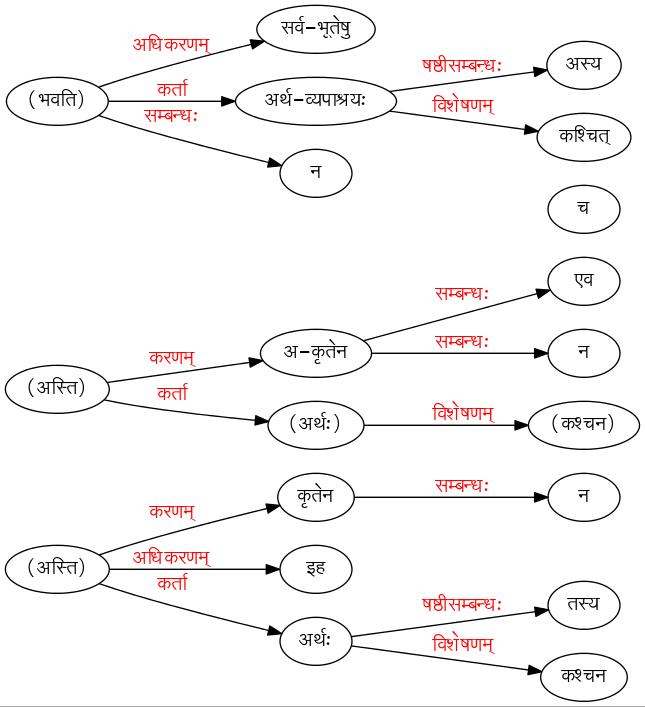 सर्व-भूतेषु
अधिकरणम्
षष्ठीसम्बन्धः
अस्य
(भवति)
कर्ता
अर्थ-व्यपाश्रयः
सम्बन्धः
विशेषणम्
कश्चित्
न
च
एव
सम्बन्धः
अ-कृतेन
सम्बन्धः
न
करणम्
(अस्ति)
कर्ता
(अर्थः)
विशेषणम्
(कश्चन)
कृतेन
सम्बन्धः
न
करणम्
अधिकरणम्
(अस्ति)
इह
कर्ता
षष्ठीसम्बन्धः
तस्य
अर्थः
विशेषणम्
कश्चन